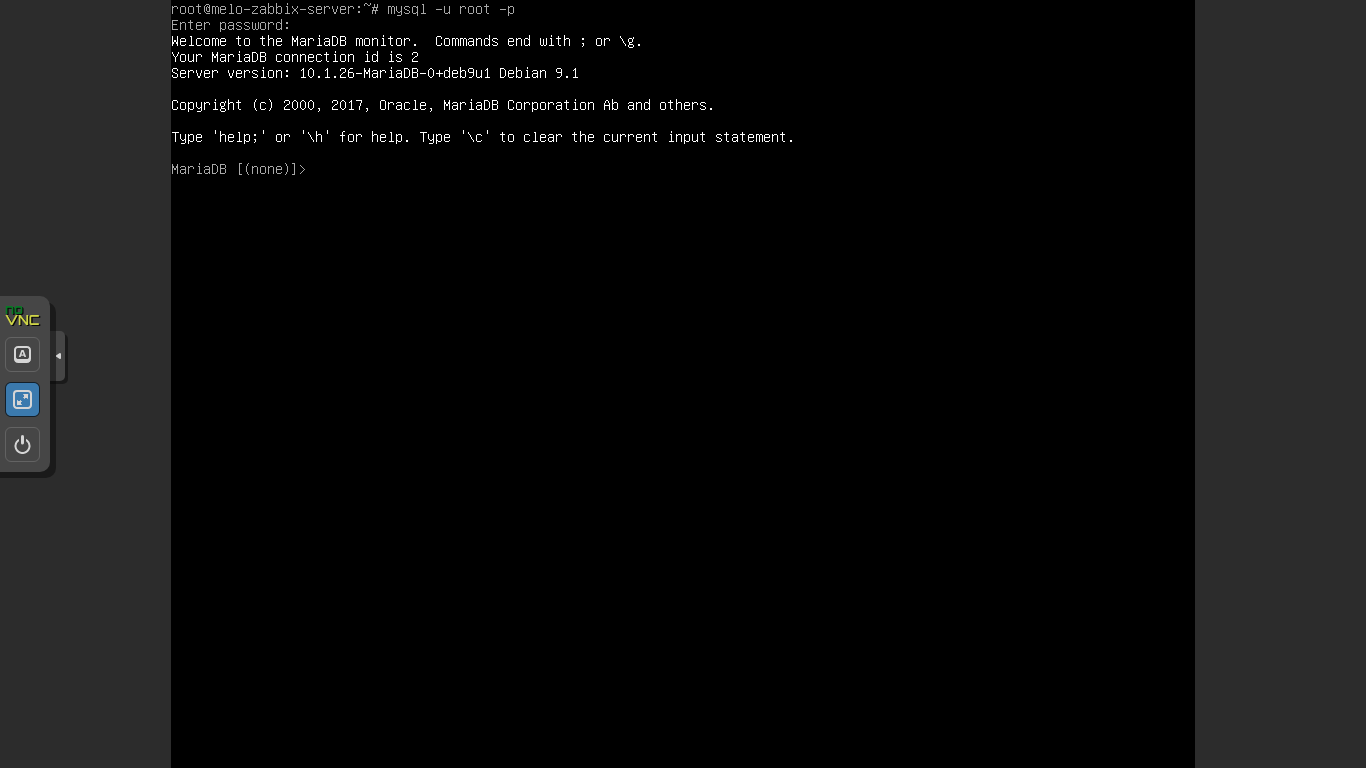 root@melo-zabbix-server:~# mysql -u root -p
Enter password:
Welcome to the MariaDB monitor.  Commands end with ; or \g.
Your MariaDB connection id is 2
Server version: 10.1.26-MariaDB-0+deb9u1 Debian 9.1

Copyright (c) 2000, 2017, Oracle, MariaDB Corporation Ab and others.

Type 'help;' or '\h' for help. Type '\c' to clear the current input statement.

MariaDB [(none)]>
no
VNC
A